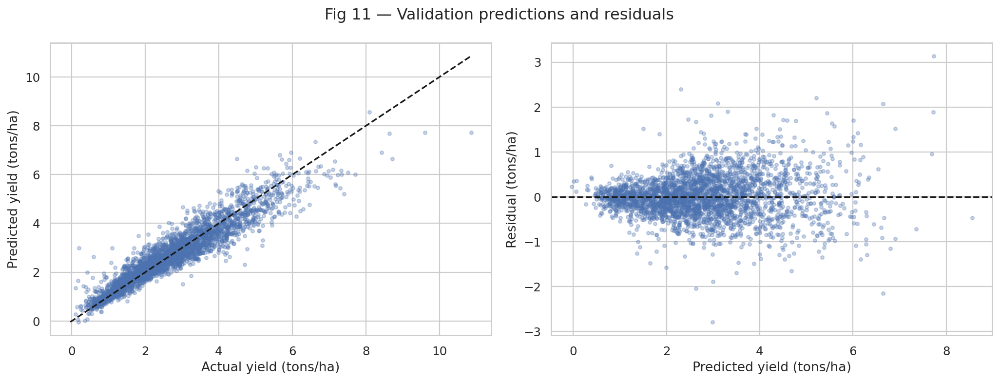 Fig 11 — Validation predictions and residuals
Predicted yield (tons/ha)
10
8
6
4
2
0
0 2 4 6 8 10
Actual yield (tons/ha)
Residual (tons/ha)
3
2
1
0
−1
−2
−3
0 2 4 6 8
Predicted yield (tons/ha)